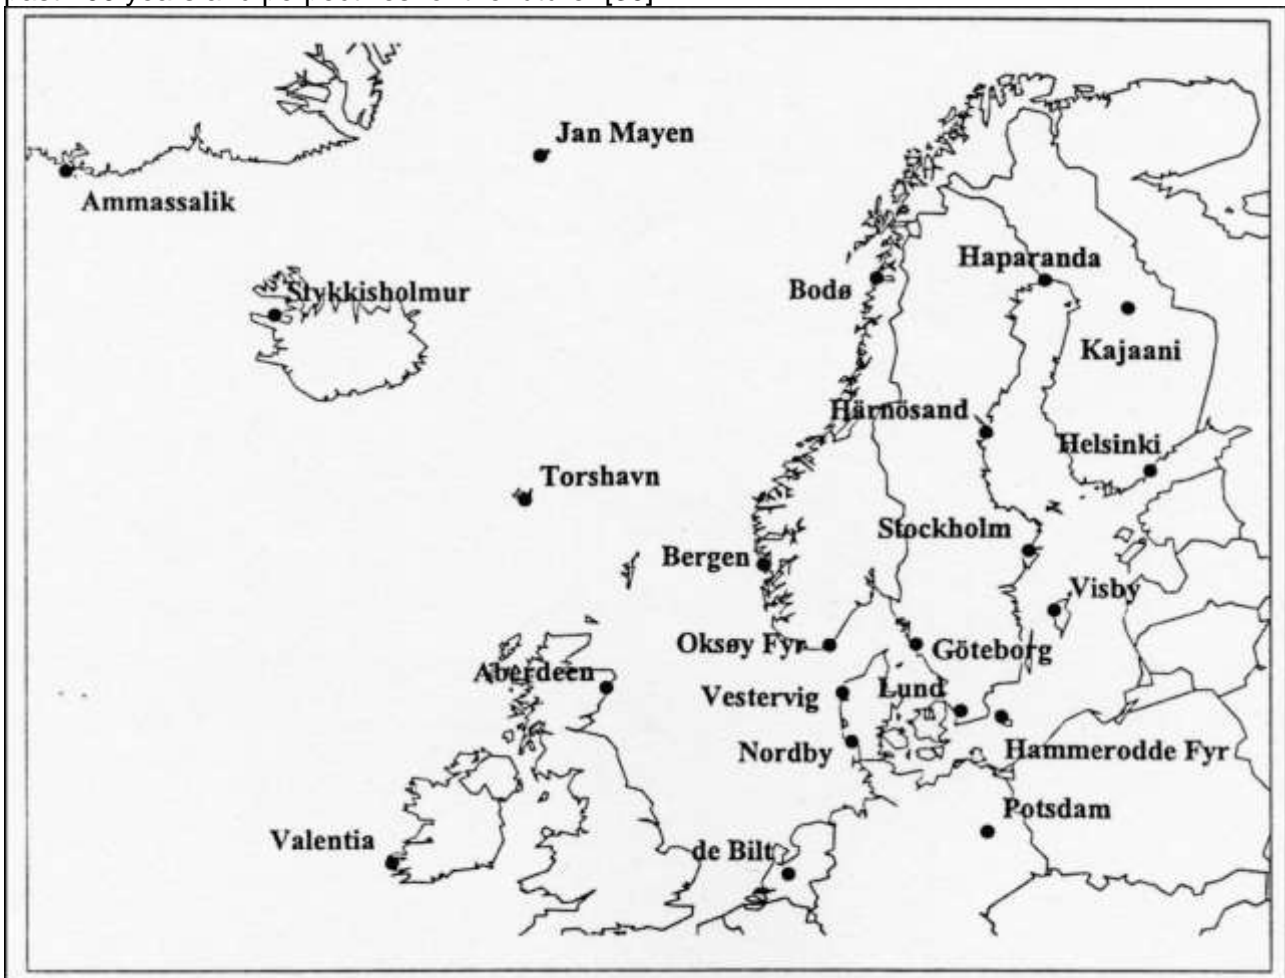 Jan Mayen
Ammassalik
Haparanda
Bodø
Stykkisholmur
Kajaani
Härnösand
Helsinki
Torshavn
Stockholm
Bergen
Visby
Oksøy Fyr
Göteborg
Aberdeen
Vestervig
Lund
Nordby
Hammerodde Fyr
Potsdam
Valentia
de Bilt